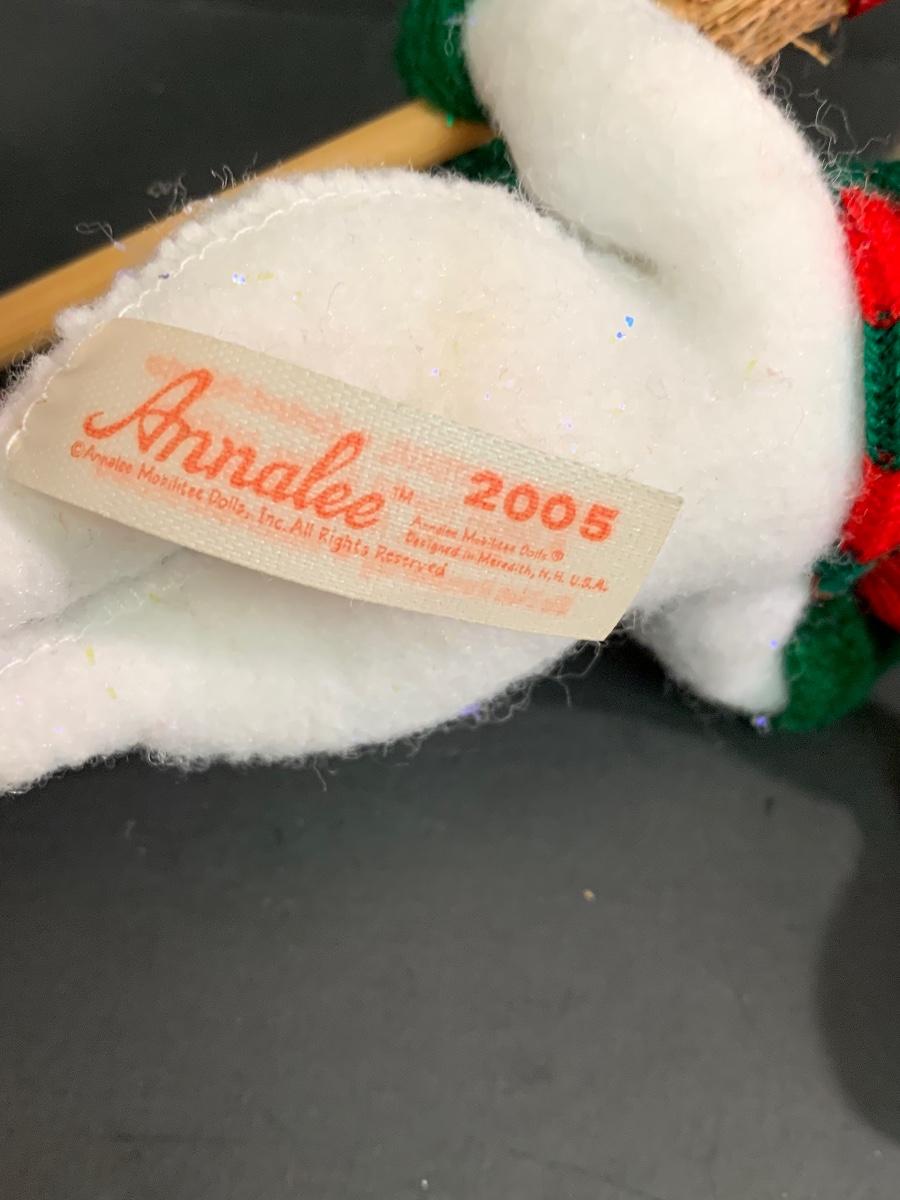 Annalee™
©Annalee Mobilitee Dolls, Inc. All Rights Reserved
2005
Annalee Mobilitee Dolls ®
Designed in Meredith, N.H. U.S.A.